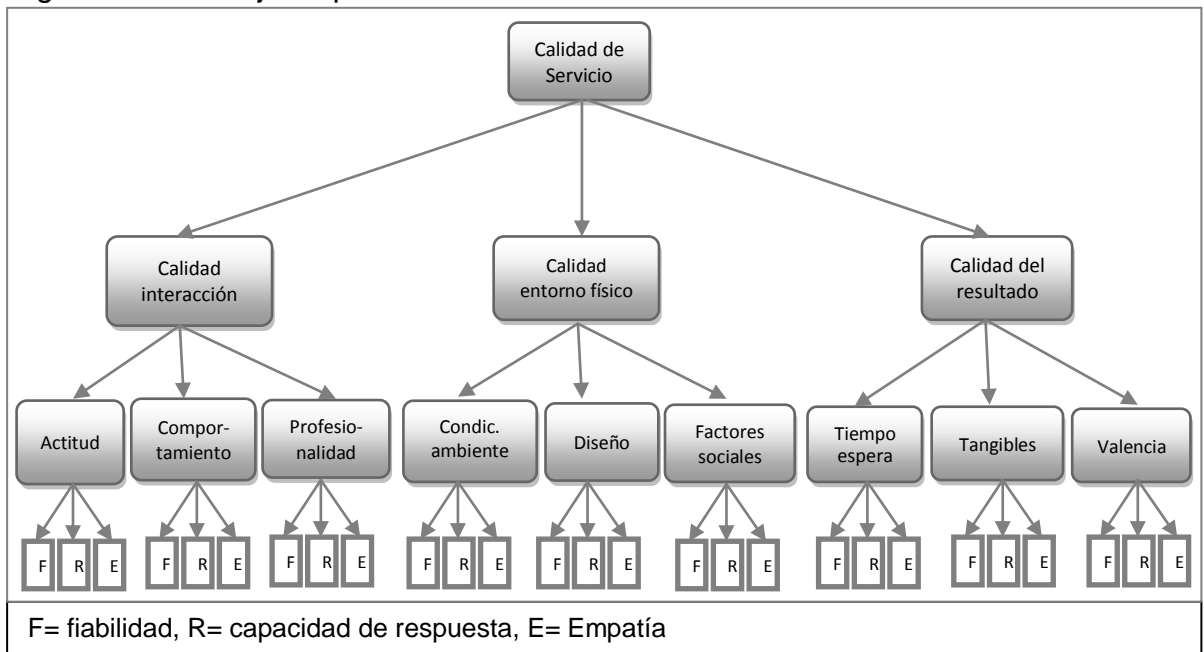 Calidad de
Servicio
Calidad
interacción
Calidad
entorno físico
Calidad del
resultado
Actitud
Compor-
tamiento
Profesio-
nalidad
Condic.
ambiente
Diseño
Factores
sociales
Tiempo
espera
Tangibles
Valencia
F R E F R E F R E F R E F R E F R E F R E F R E F R E
F= fiabilidad, R= capacidad de respuesta, E= Empatía